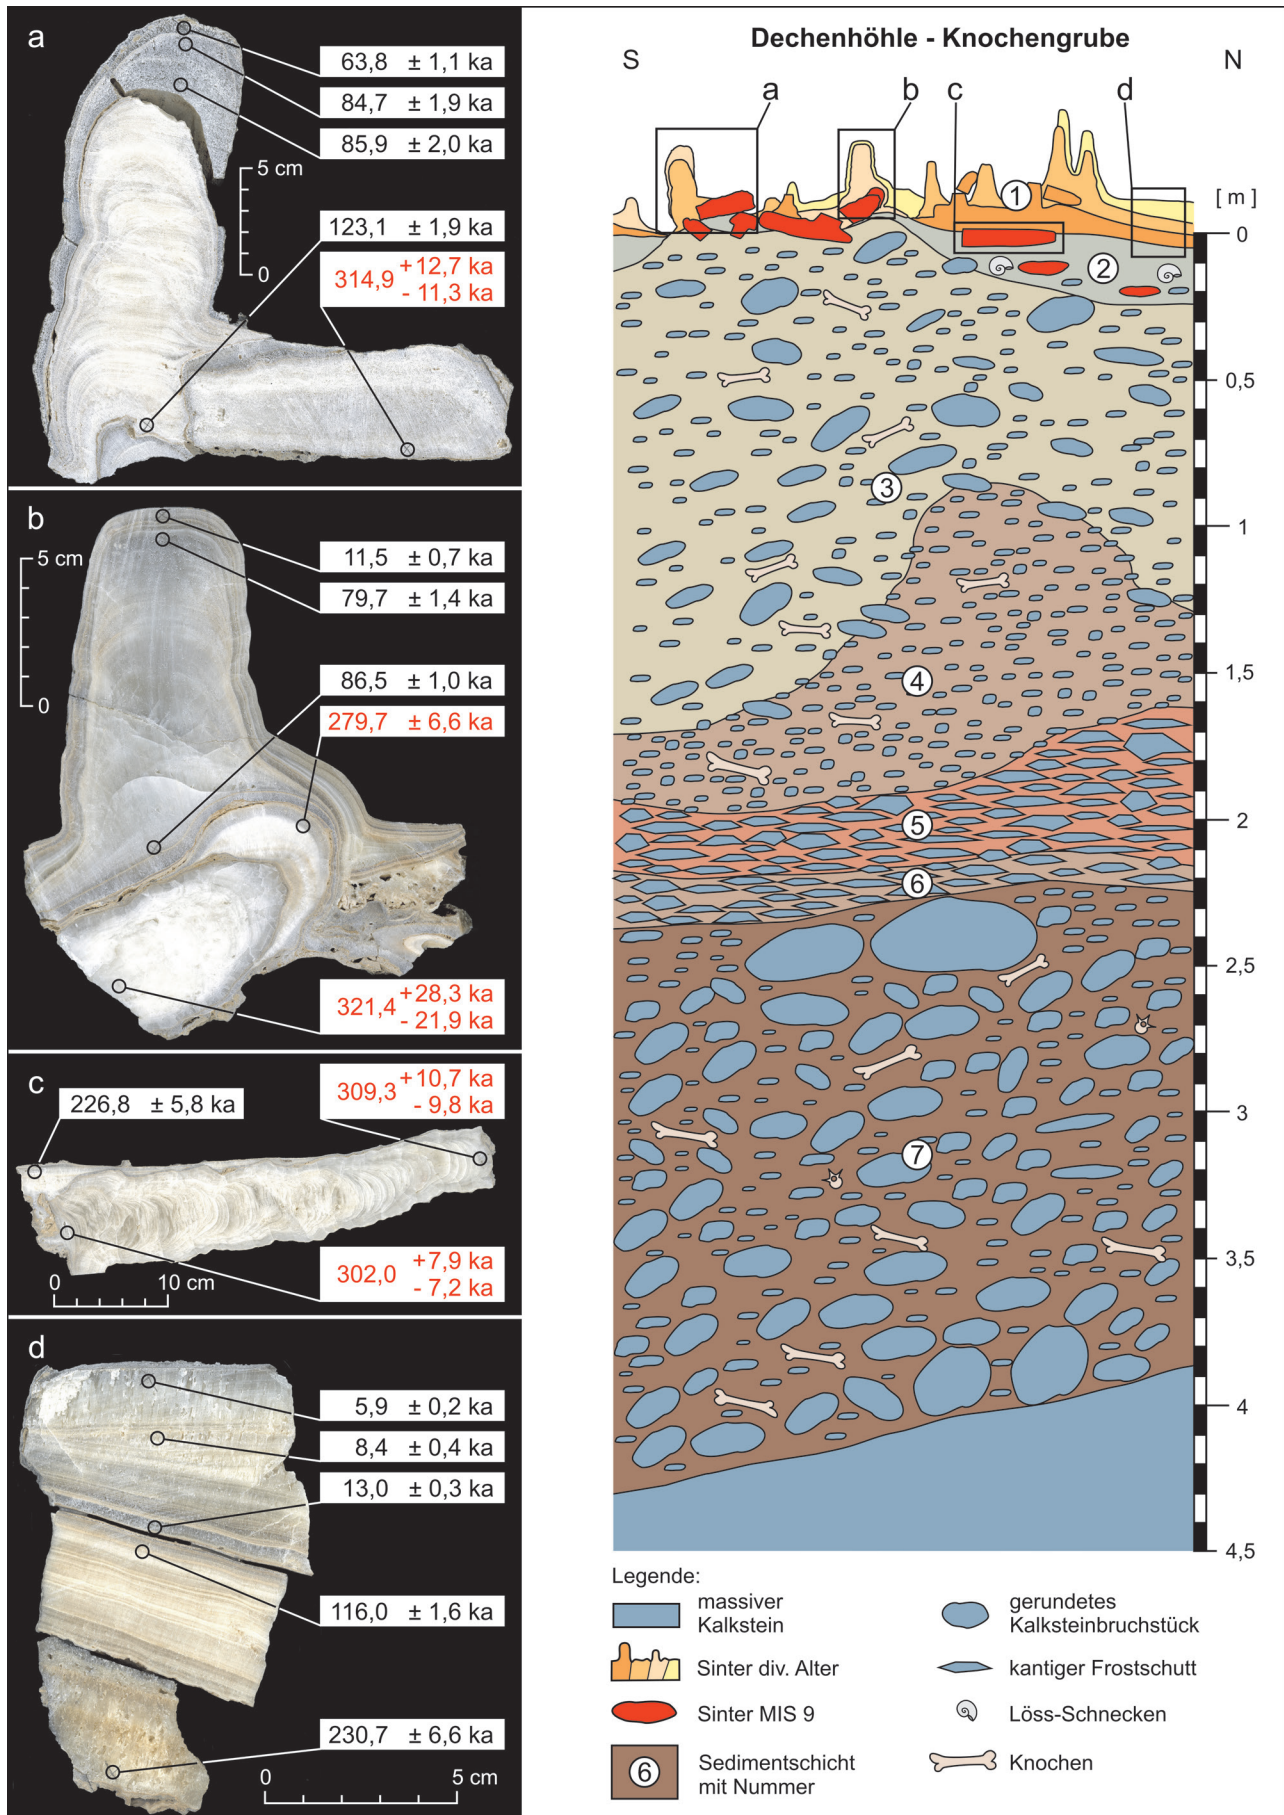 a
63,8 ± 1,1 ka
84,7 ± 1,9 ka
85,9 ± 2,0 ka
5 cm
0
123,1 ± 1,9 ka
314,9 +12,7 ka
- 11,3 ka
b
5 cm
0
11,5 ± 0,7 ka
79,7 ± 1,4 ka
86,5 ± 1,0 ka
279,7 ± 6,6 ka
321,4 +28,3 ka
- 21,9 ka
c
226,8 ± 5,8 ka
309,3 +10,7 ka
- 9,8 ka
302,0 +7,9 ka
- 7,2 ka
0 10 cm
d
5,9 ± 0,2 ka
8,4 ± 0,4 ka
13,0 ± 0,3 ka
116,0 ± 1,6 ka
230,7 ± 6,6 ka
0 5 cm
Dechenhöhle - Knochengrube
S N
a b c d
[ m ]
0
0,5
1
1,5
2
2,5
3
3,5
4
4,5
1
2
3
4
5
6
7
Legende:
massiver
Kalkstein
gerundetes
Kalksteinbruchstück
Sinter div. Alter
kantiger Frostschutt
Sinter MIS 9
Löss-Schnecken
6
Sedimentschicht
mit Nummer
Knochen